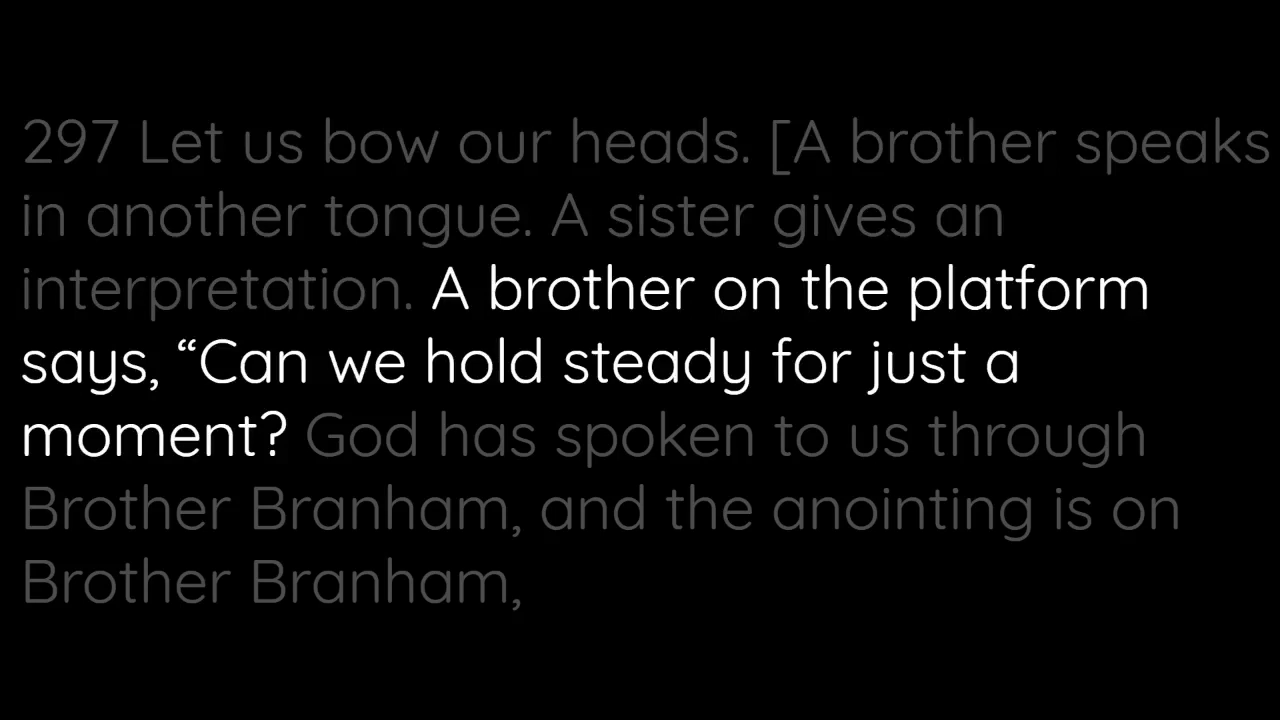 297 Let us bow our heads. [A brother speaks
in another tongue. A sister gives an
interpretation. A brother on the platform
says, “Can we hold steady for just a
moment? God has spoken to us through
Brother Branham, and the anointing is on
Brother Branham,